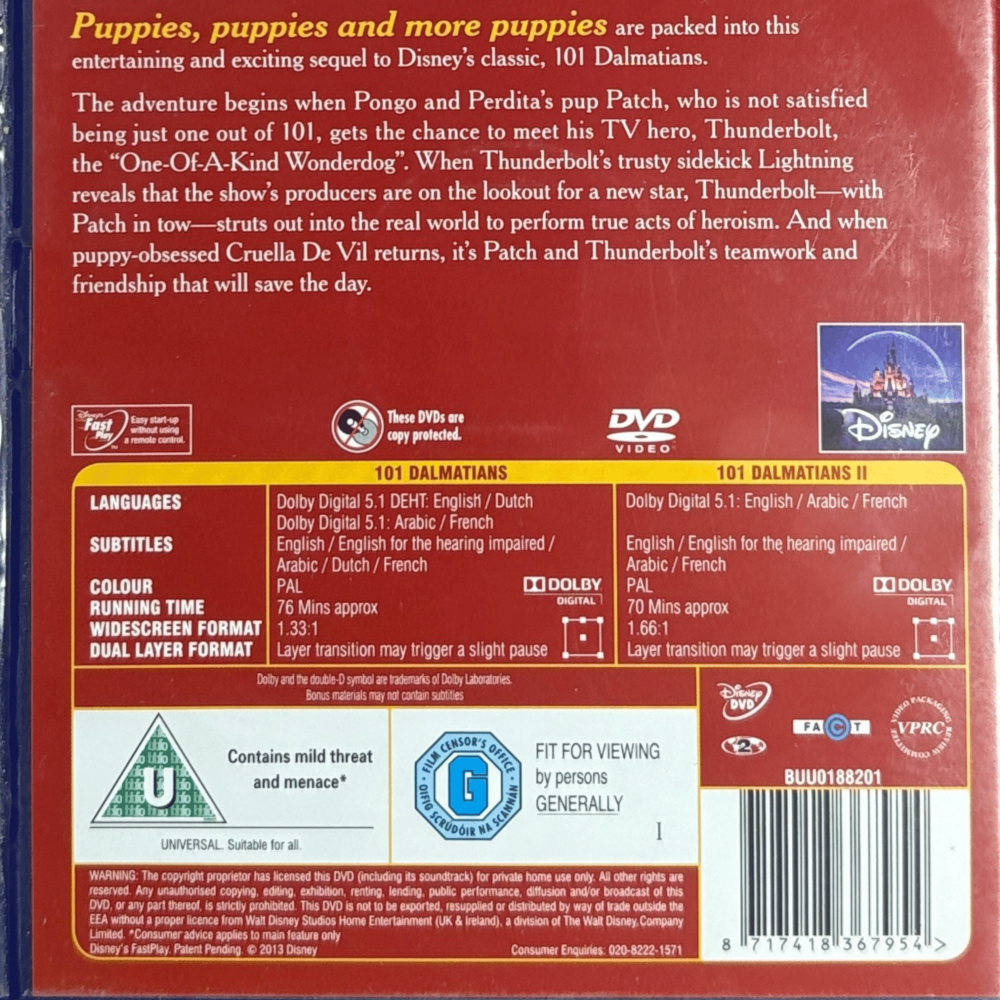 Puppies, puppies and more puppies are packed into this
entertaining and exciting sequel to Disney's classic, 101 Dalmatians.
The adventure begins when Pongo and Perdita's pup Patch, who is not satisfied
being just one out of 101, gets the chance to meet his TV hero, Thunderbolt,
the "One-Of-A-Kind Wonderdog". When Thunderbolt's trusty sidekick Lightning
reveals that the show's producers are on the lookout for a new star, Thunderbolt—with
Patch in tow—struts out into the real world to perform true acts of heroism. And when
puppy-obsessed Cruella De Vil returns, it's Patch and Thunderbolt's teamwork and
friendship that will save the day.
Disney's
Fast
Play
TM
Easy start-up
without using
a remote control.
These DVDs are
copy protected.
DVD
VIDEO
Disney
101 DALMATIANS
101 DALMATIANS II
LANGUAGES
Dolby Digital 5.1 DEHT: English / Dutch
Dolby Digital 5.1: Arabic / French
Dolby Digital 5.1: English / Arabic / French
SUBTITLES
English / English for the hearing impaired /
Arabic / Dutch / French
English / English for the hearing impaired /
Arabic / French
COLOUR
PAL
PAL
DOLBY
DIGITAL
DOLBY
DIGITAL
RUNNING TIME
76 Mins approx
70 Mins approx
WIDESCREEN FORMAT
1.33:1
1.66:1
DUAL LAYER FORMAT
Layer transition may trigger a slight pause
Layer transition may trigger a slight pause
Dolby and the double-D symbol are trademarks of Dolby Laboratories.
Bonus materials may not contain subtitles
Disney
DVD
2
FACT
VIDEO PACKAGING
REVIEW COMMITTEE
VPRC
BUU0188201
U
Contains mild threat
and menace*
UNIVERSAL. Suitable for all.
FILM CENSOR'S OFFICE
OIFIG SCRÚDÓIR NA SCANNÁN
G
FIT FOR VIEWING
by persons
GENERALLY
I
WARNING: The copyright proprietor has licensed this DVD (including its soundtrack) for private home use only. All other rights are
reserved. Any unauthorised copying, editing, exhibition, renting, lending, public performance, diffusion and/or broadcast of this
DVD, or any part thereof, is strictly prohibited. This DVD is not to be exported, resupplied or distributed by way of trade outside the
EEA without a proper licence from Walt Disney Studios Home Entertainment (UK & Ireland), a division of The Walt Disney Company
Limited. *Consumer advice applies to main feature only
Disney's FastPlay. Patent Pending. © 2013 Disney
Consumer Enquiries: 020-8222-1571
8 717418 367954 >